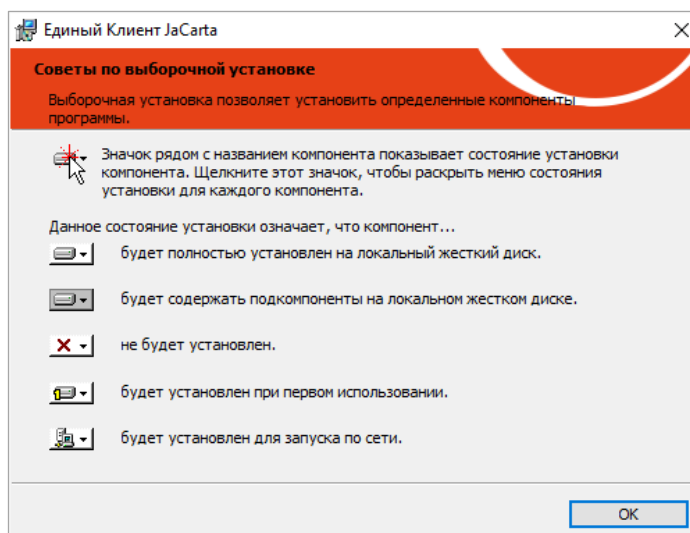 Единый Клиент JaCarta
Советы по выборочной установке
Выборочная установка позволяет установить определенные компоненты
программы.
Значок рядом с названием компонента показывает состояние установки
компонента. Щелкните этот значок, чтобы раскрыть меню состояния
установки для каждого компонента.
Данное состояние установки означает, что компонент...
будет полностью установлен на локальный жесткий диск.
будет содержать подкомпоненты на локальном жестком диске.
не будет установлен.
будет установлен при первом использовании.
будет установлен для запуска по сети.
OK